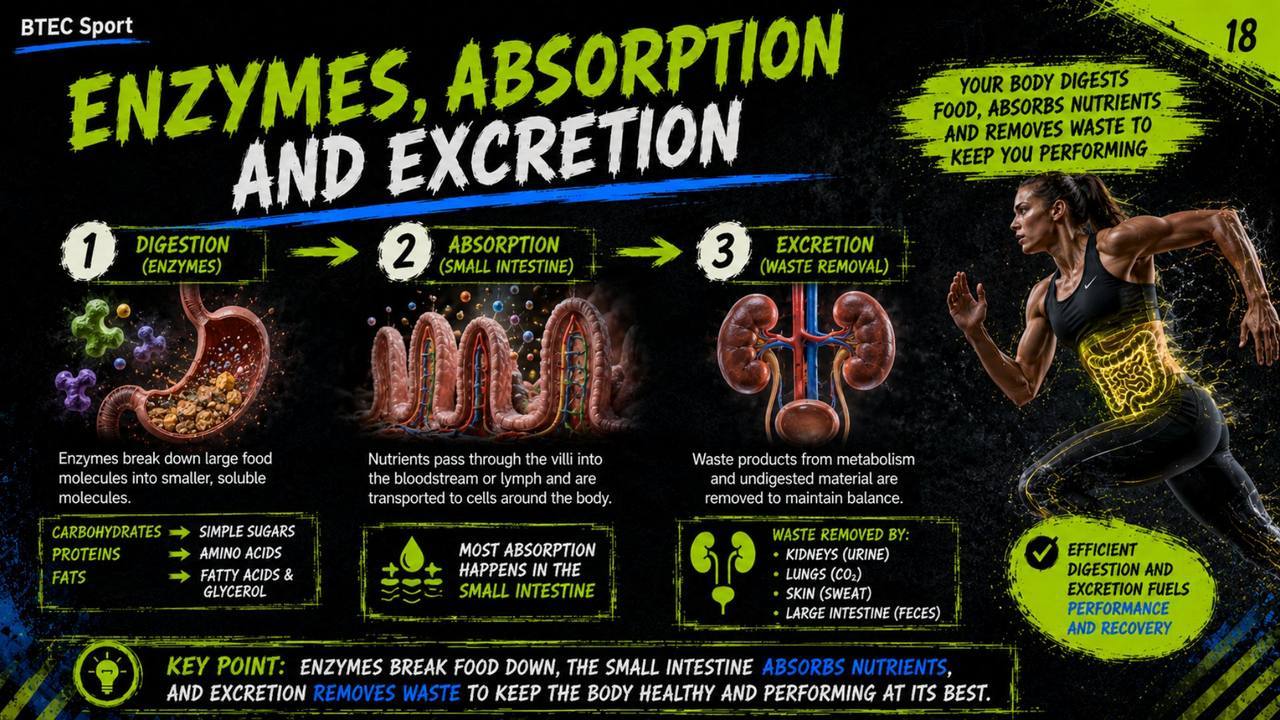 BTEC Sport
18
ENZYMES, ABSORPTION
AND EXCRETION
YOUR BODY DIGESTS
FOOD, ABSORBS NUTRIENTS
AND REMOVES WASTE TO
KEEP YOU PERFORMING
1
DIGESTION
(ENZYMES)
Enzymes break down large food
molecules into smaller, soluble
molecules.
CARBOHYDRATES → SIMPLE SUGARS
PROTEINS → AMINO ACIDS
FATS → FATTY ACIDS &
GLYCEROL
2
ABSORPTION
(SMALL INTESTINE)
Nutrients pass through the villi into
the bloodstream or lymph and are
transported to cells around the body.
MOST ABSORPTION
HAPPENS IN THE
SMALL INTESTINE
3
EXCRETION
(WASTE REMOVAL)
Waste products from metabolism
and undigested material are
removed to maintain balance.
WASTE REMOVED BY:
• KIDNEYS (URINE)
• LUNGS (CO₂)
• SKIN (SWEAT)
• LARGE INTESTINE (FECES)
EFFICIENT
DIGESTION AND
EXCRETION FUELS
PERFORMANCE
AND RECOVERY
KEY POINT: ENZYMES BREAK FOOD DOWN, THE SMALL INTESTINE ABSORBS NUTRIENTS,
AND EXCRETION REMOVES WASTE TO KEEP THE BODY HEALTHY AND PERFORMING AT ITS BEST.